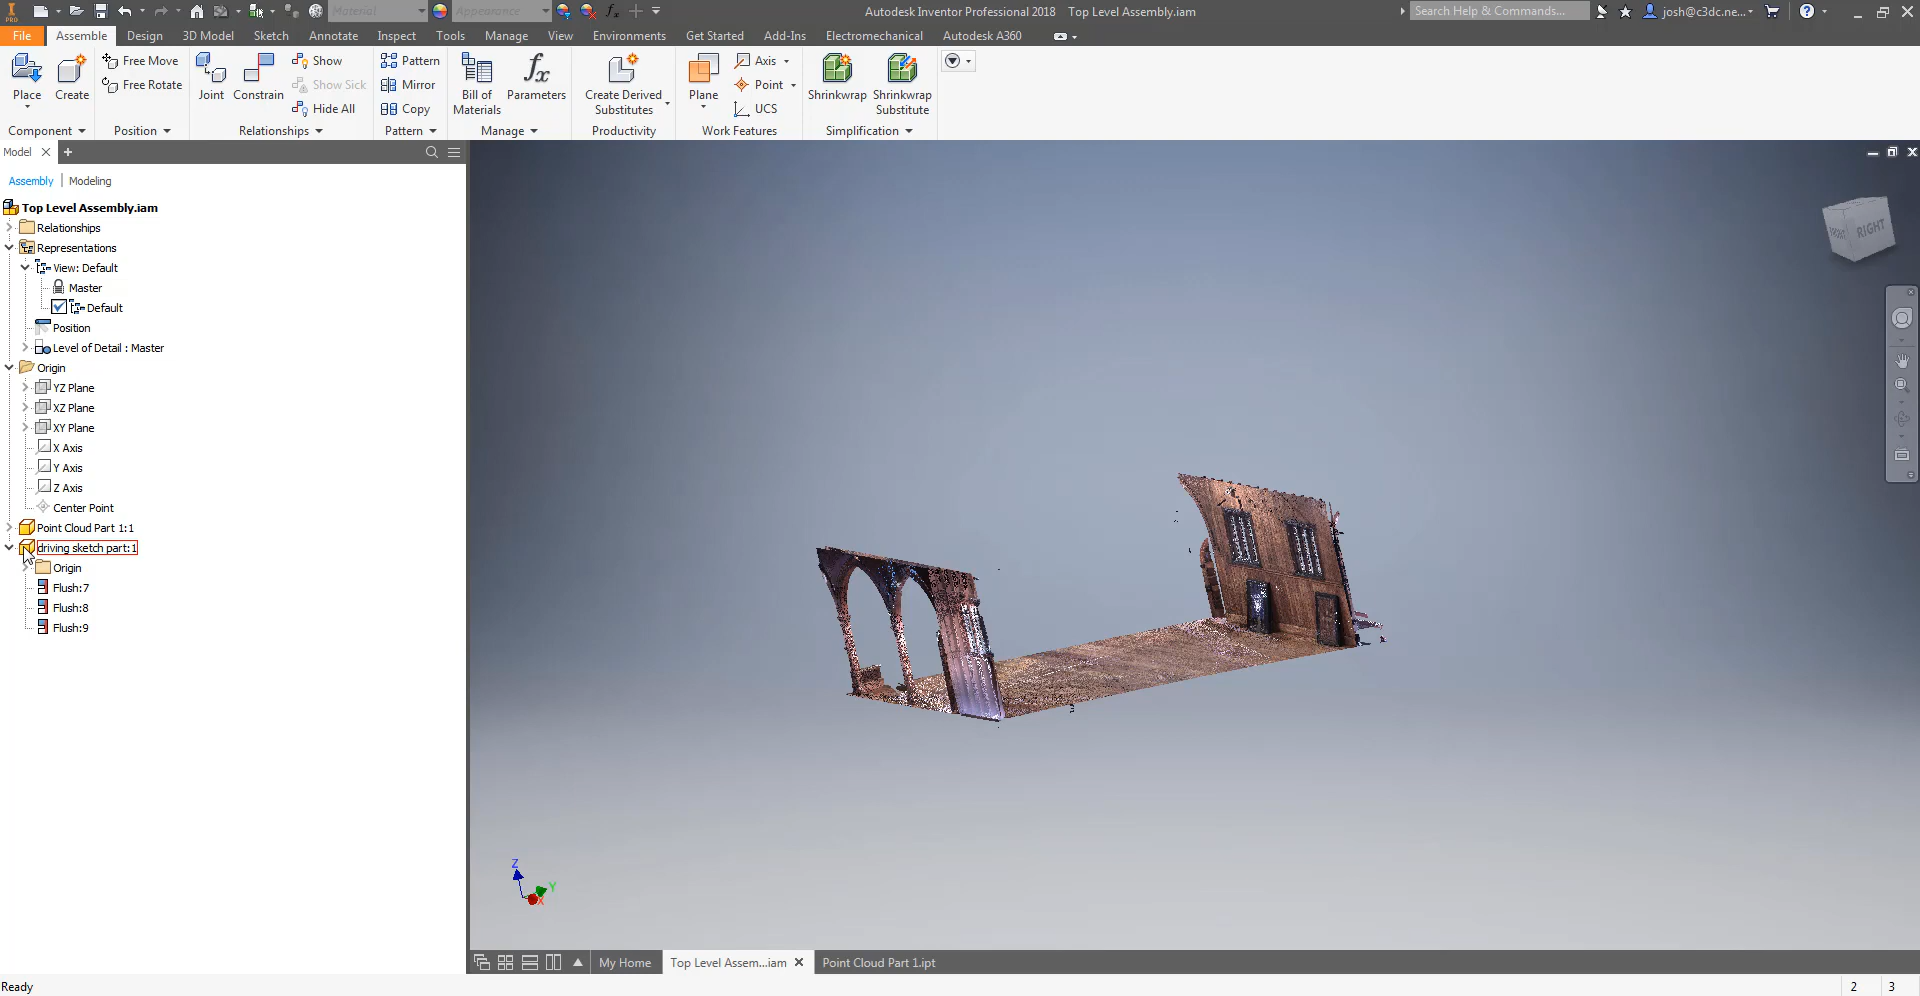 PRO
Material
Appearance
Autodesk Inventor Professional 2018 Top Level Assembly.iam
Search Help & Commands...
josh@c3dc.ne...
File Assemble Design 3D Model Sketch Annotate Inspect Tools Manage View Environments Get Started Add-Ins Electromechanical Autodesk A360
Place
Create
Free Move
Free Rotate
Joint
Constrain
Show
Show Sick
Hide All
Pattern
Mirror
Copy
Bill of
Materials
Parameters
Create Derived
Substitutes
Plane
Axis
Point
UCS
Shrinkwrap
Shrinkwrap
Substitute
Component Position Relationships Pattern Manage Productivity Work Features Simplification
Model
Assembly | Modeling
Top Level Assembly.iam
Relationships
Representations
View: Default
Master
Default
Position
Level of Detail : Master
Origin
YZ Plane
XZ Plane
XY Plane
X Axis
Y Axis
Z Axis
Center Point
Point Cloud Part 1:1
driving sketch part:1
Origin
Flush:7
Flush:8
Flush:9
FRONT
RIGHT
Z
Y
X
My Home
Top Level Assem...iam
Point Cloud Part 1.ipt
Ready
2 3